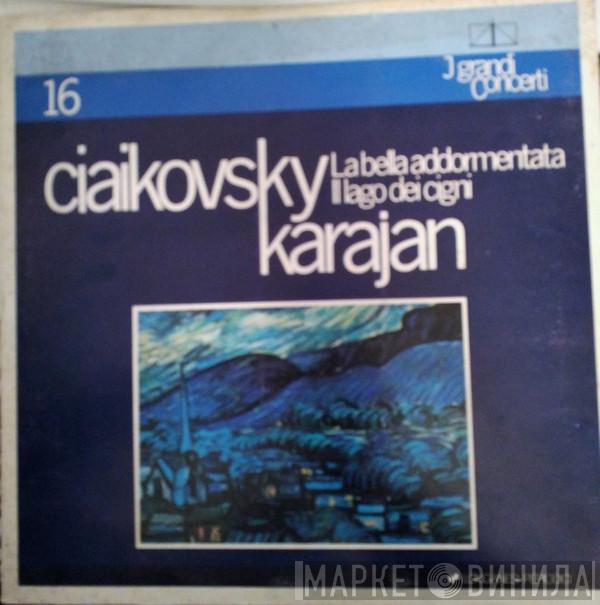 16
I grandi
Concerti
ciaikovsky
La bella addormentata
Il lago dei cigni
karajan
МАРКЕТ ВИНИЛА